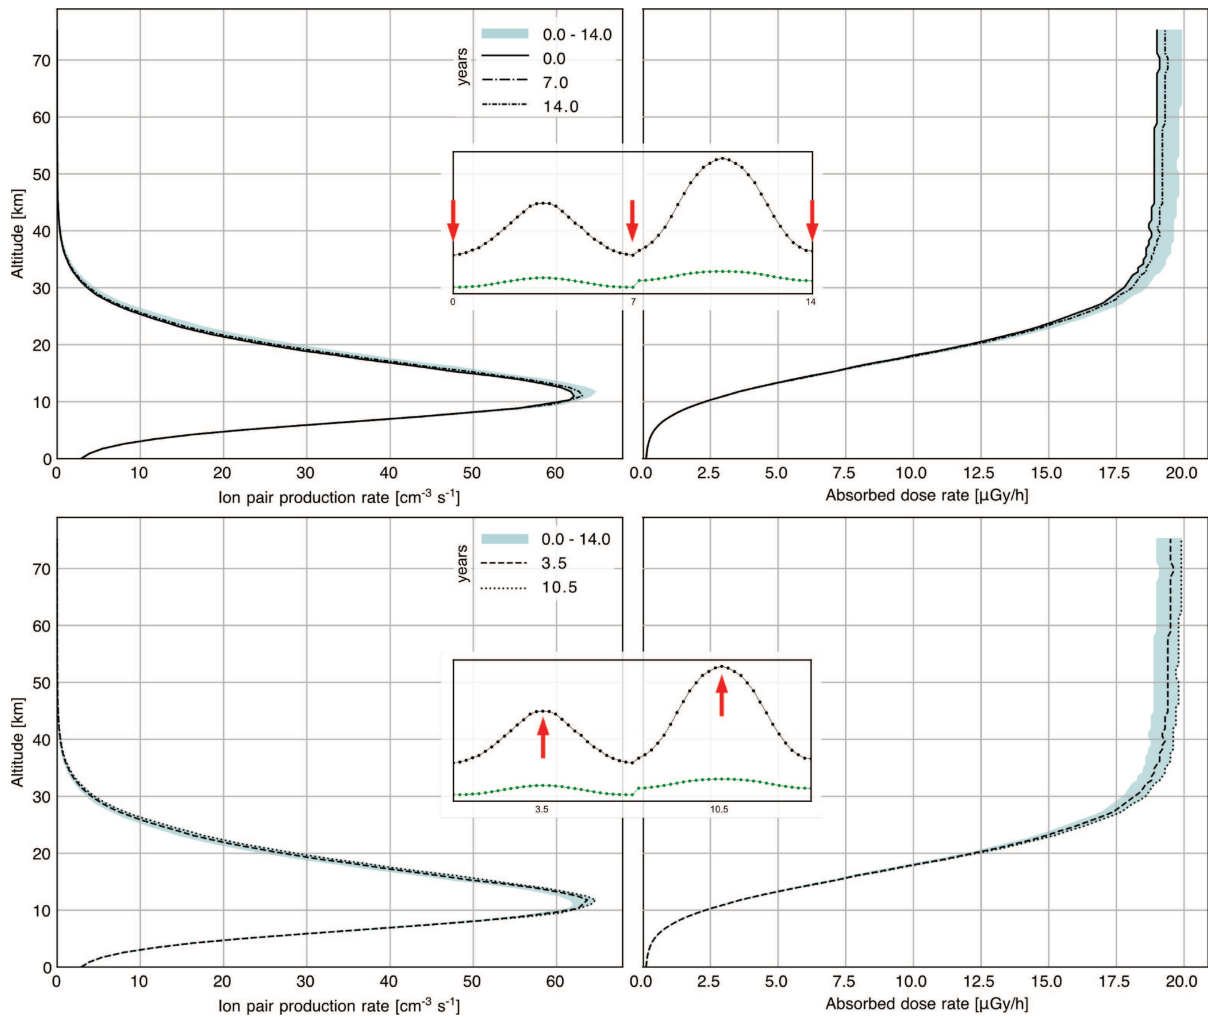 years
0.0 - 14.0
0.0
7.0
14.0
Altitude [km]
70
60
50
40
30
20
10
0
0 7 14
0 10 20 30 40 50 60
0.0 2.5 5.0 7.5 10.0 12.5 15.0 17.5 20.0
Ion pair production rate [cm-3 s-1]
Absorbed dose rate [μGy/h]
years
0.0 - 14.0
3.5
10.5
Altitude [km]
70
60
50
40
30
20
10
0
3.5 10.5
0 10 20 30 40 50 60
0.0 2.5 5.0 7.5 10.0 12.5 15.0 17.5 20.0
Ion pair production rate [cm-3 s-1]
Absorbed dose rate [μGy/h]